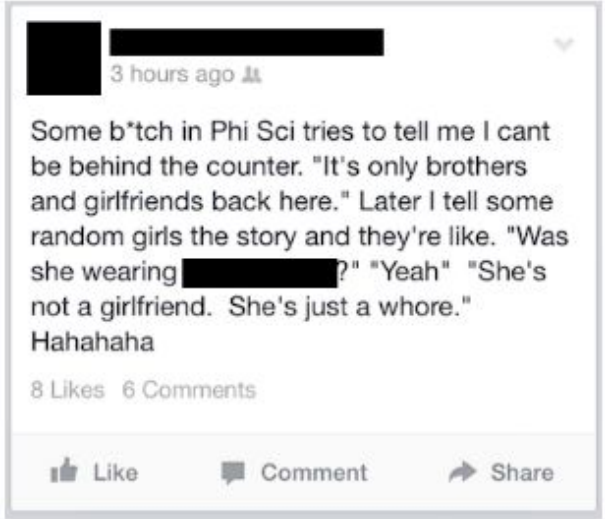 3 hours ago
Some b*tch in Phi Sci tries to tell me I cant
be behind the counter. "It's only brothers
and girlfriends back here." Later I tell some
random girls the story and they're like. "Was
she wearing ?" "Yeah" "She's
not a girlfriend. She's just a whore."
Hahahaha
8 Likes 6 Comments
Like Comment Share